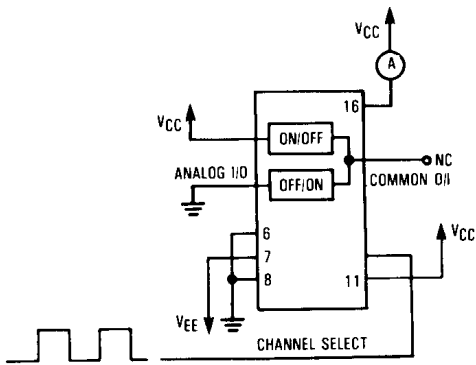 VCC
A
16
VCC
ON/OFF
NC
ANALOG I/O
OFF/ON
COMMON O/I
6
VCC
7
8
11
VEE
CHANNEL SELECT